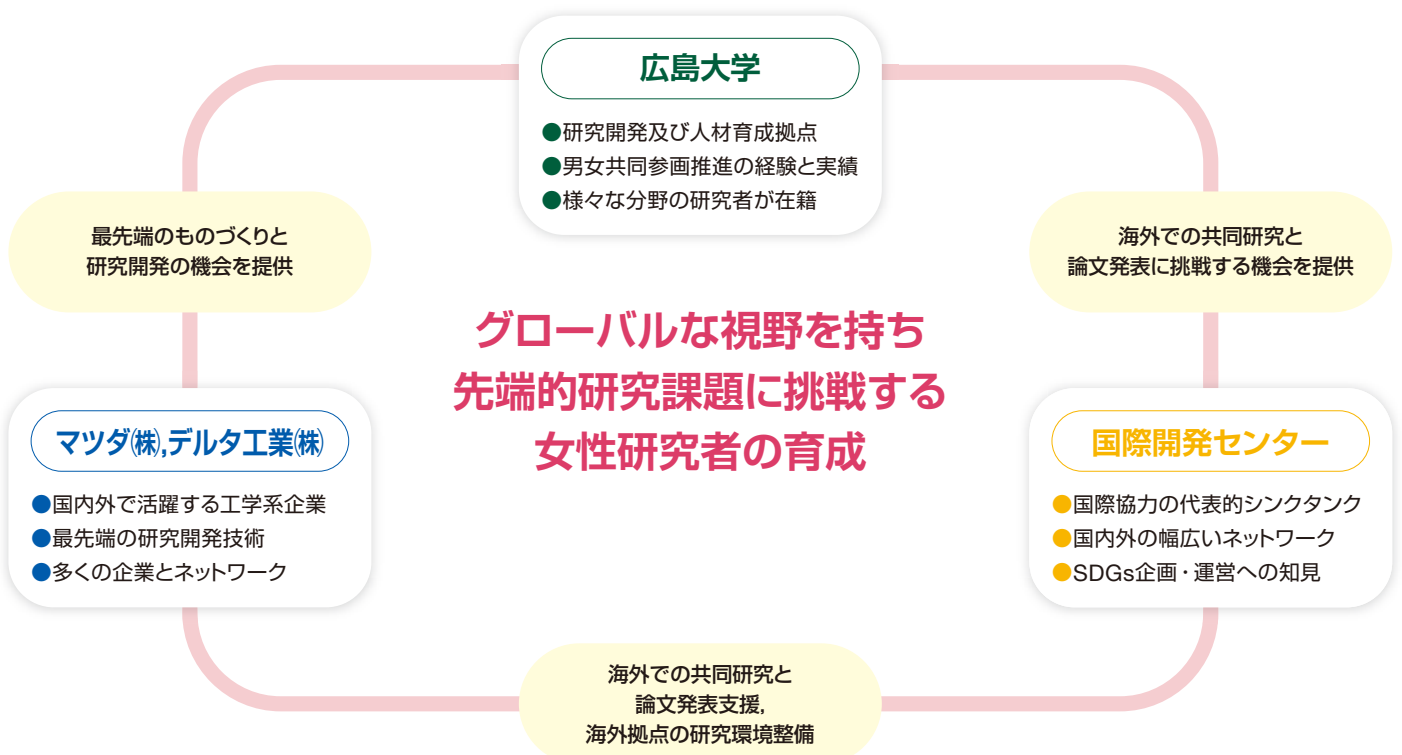 広島大学
●研究開発及び人材育成拠点
●男女共同参画推進の経験と実績
●様々な分野の研究者が在籍
最先端のものづくりと
研究開発の機会を提供
海外での共同研究と
論文発表に挑戦する機会を提供
グローバルな視野を持ち
先端的研究課題に挑戦する
女性研究者の育成
マツダ㈱,デルタ工業㈱
●国内外で活躍する工学系企業
●最先端の研究開発技術
●多くの企業とネットワーク
国際開発センター
●国際協力の代表的シンクタンク
●国内外の幅広いネットワーク
●SDGs企画・運営への知見
海外での共同研究と
論文発表支援,
海外拠点の研究環境整備